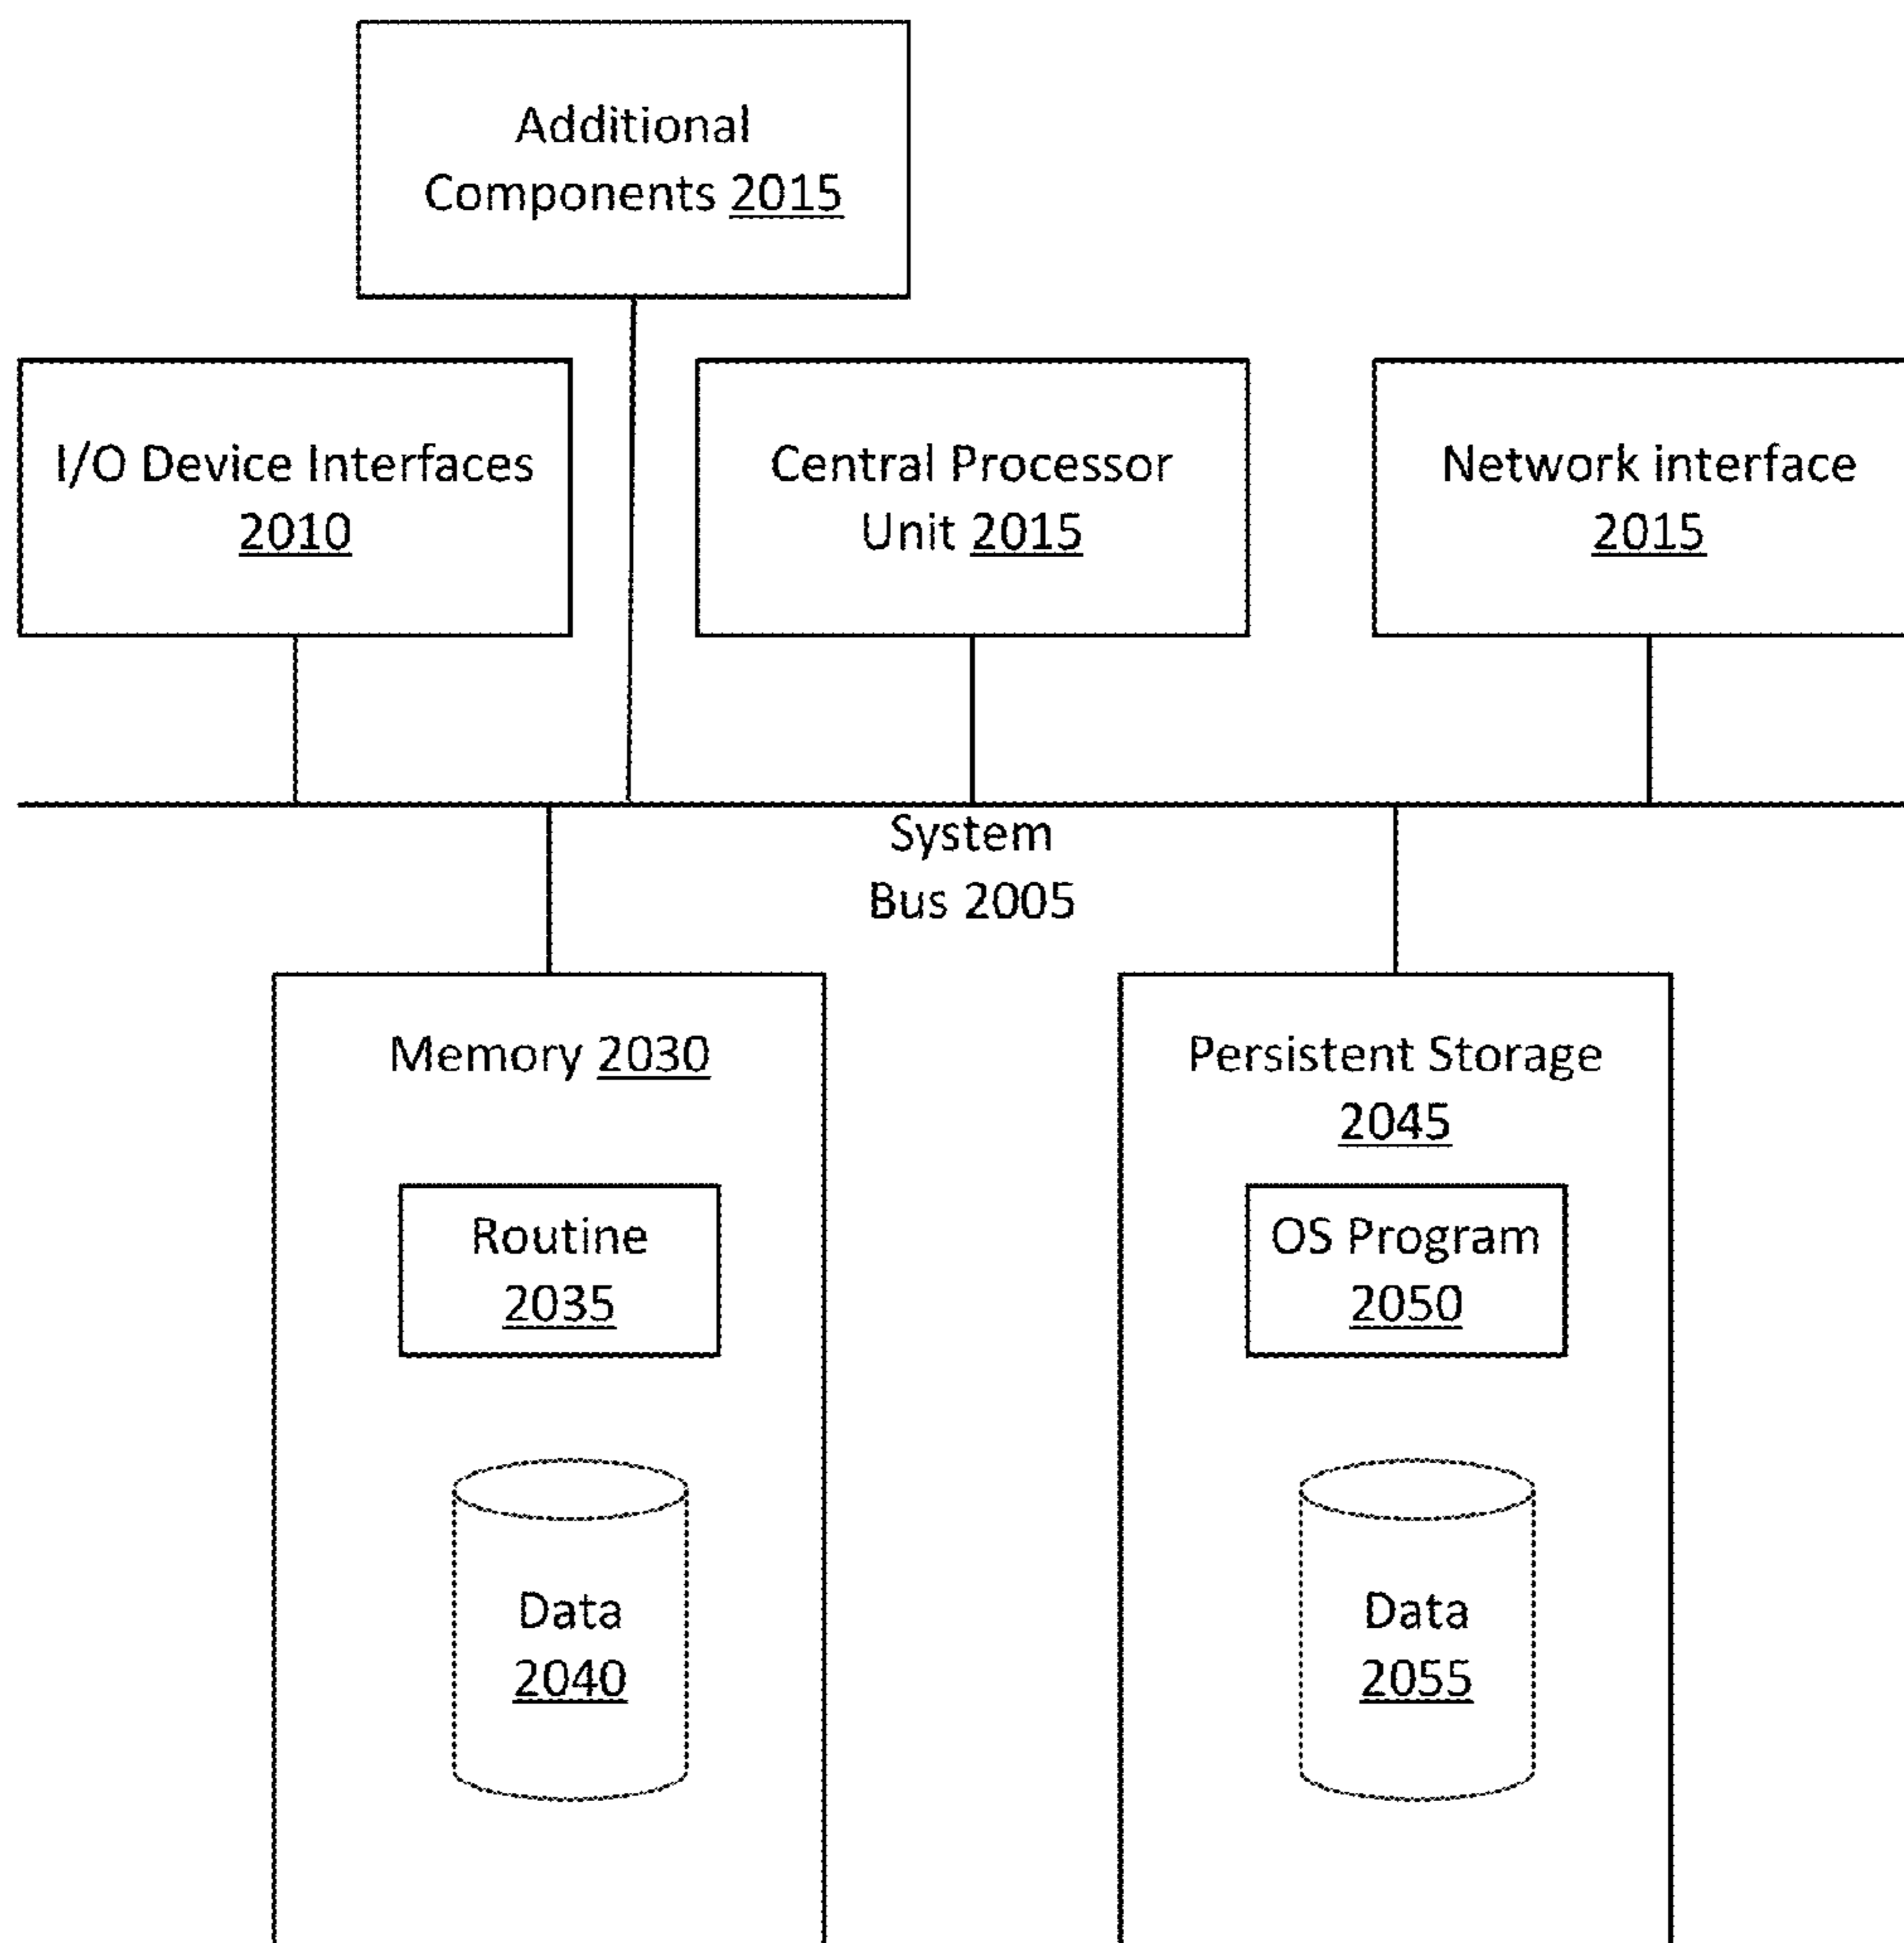 Additional
Components 2015
I/O Device Interfaces
2010
Central Processor
Unit 2015
Network interface
2015
System
Bus 2005
Memory 2030
Routine
2035
Data
2040
Persistent Storage
2045
OS Program
2050
Data
2055